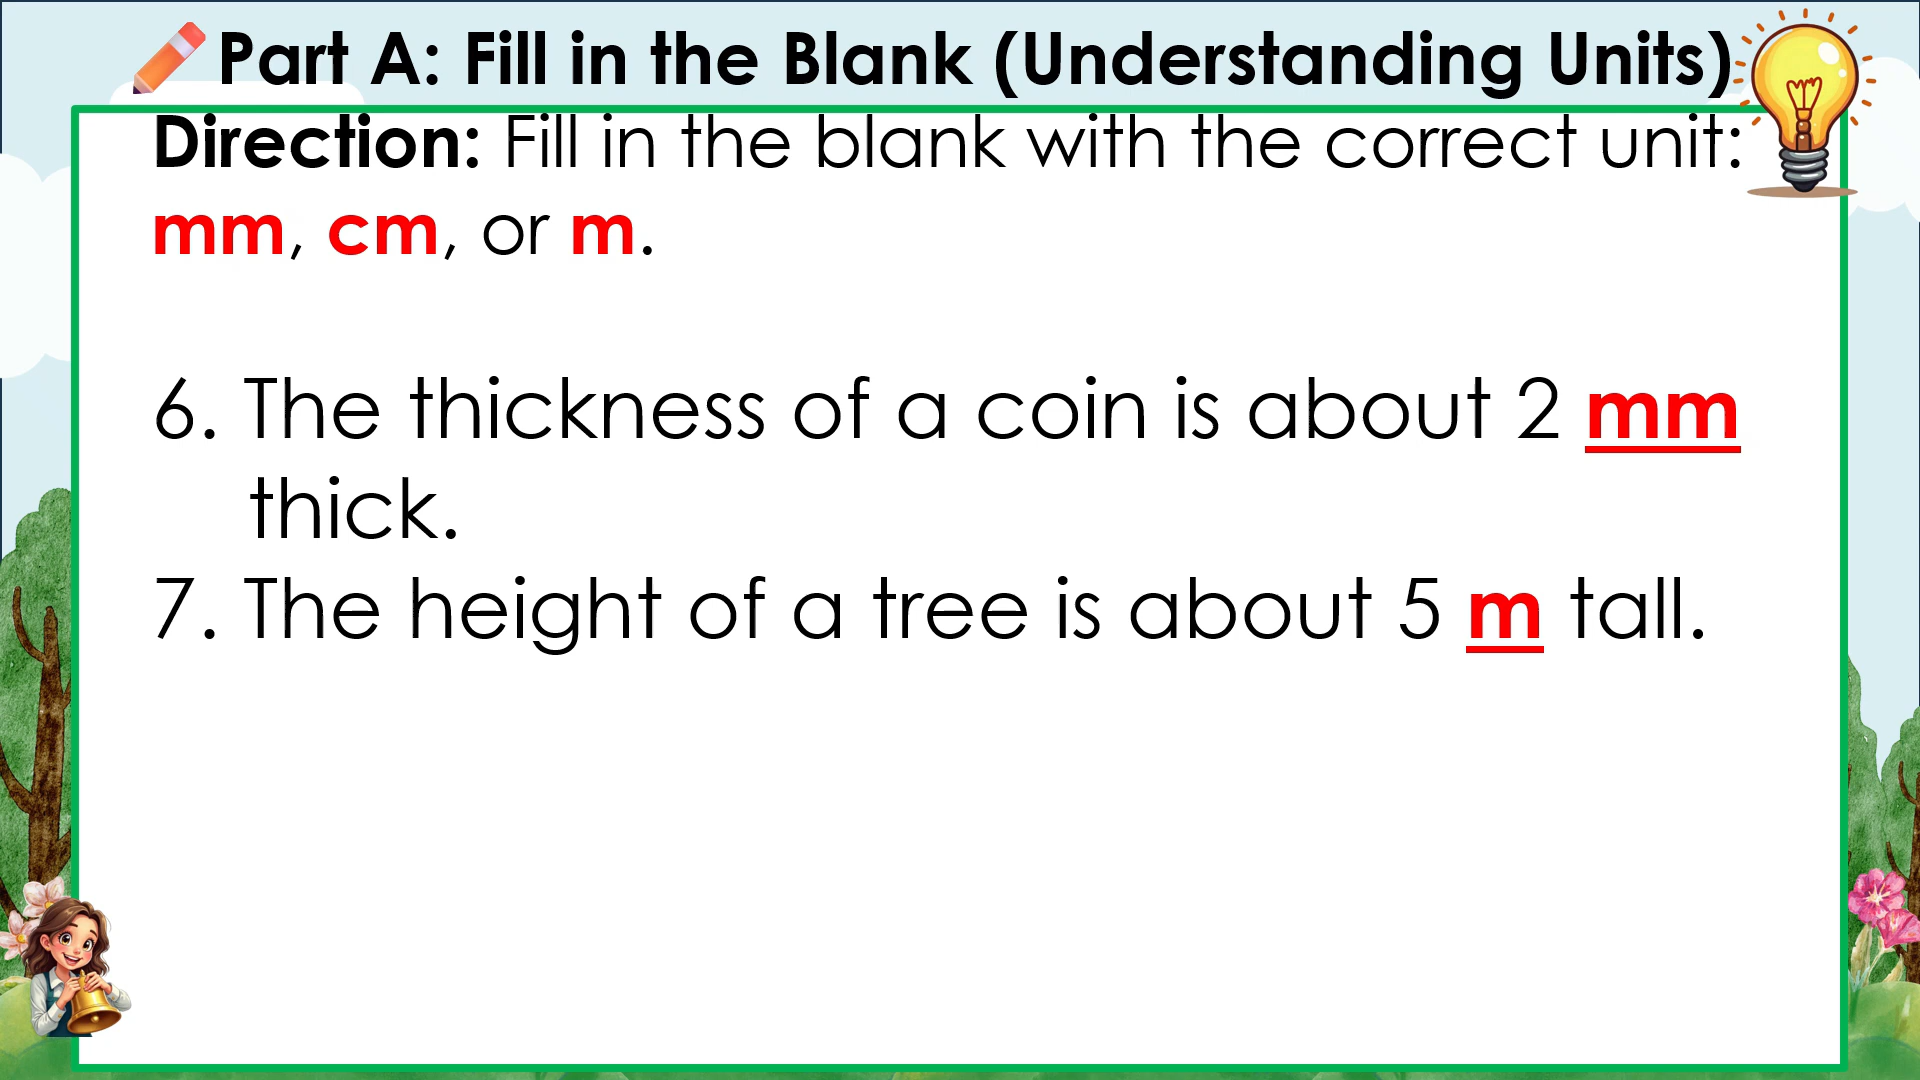 Part A: Fill in the Blank (Understanding Units)
Direction: Fill in the blank with the correct unit:
mm, cm, or m.
6. The thickness of a coin is about 2 mm
thick.
7. The height of a tree is about 5 m tall.